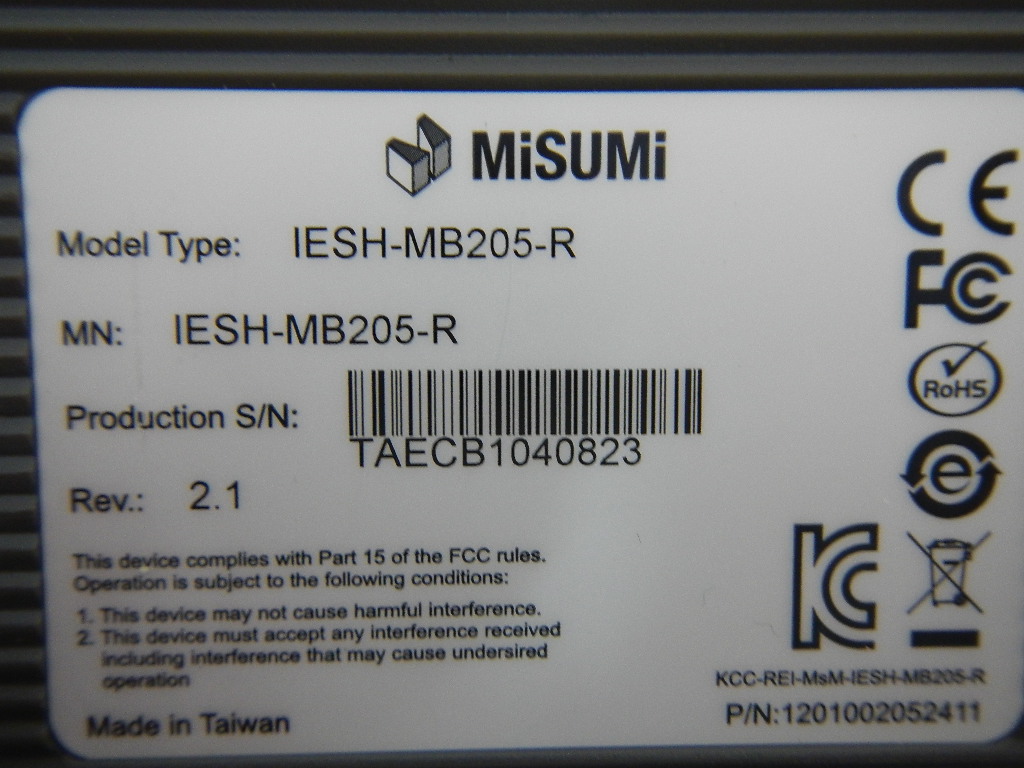 MiSUMi
Model Type: IESH-MB205-R
MN: IESH-MB205-R
Production S/N:
TAECB1040823
Rev.: 2.1
This device complies with Part 15 of the FCC rules.
Operation is subject to the following conditions:
1. This device may not cause harmful interference.
2. This device must accept any interference received
including interference that may cause undersired
operation
Made in Taiwan
CE
FC
RoHS
e
KC
KCC-REI-MsM-IESH-MB205-R
P/N:1201002052411